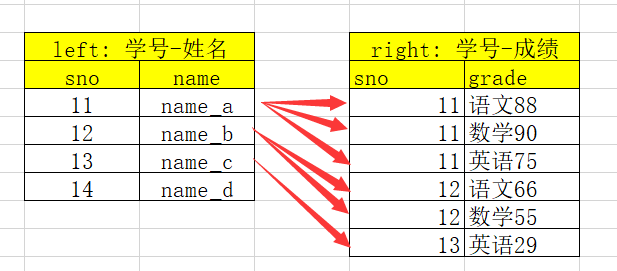 left: 学号-姓名
sno name
11 name_a
12 name_b
13 name_c
14 name_d
right: 学号-成绩
sno grade
11 语文88
11 数学90
11 英语75
12 语文66
12 数学55
13 英语29